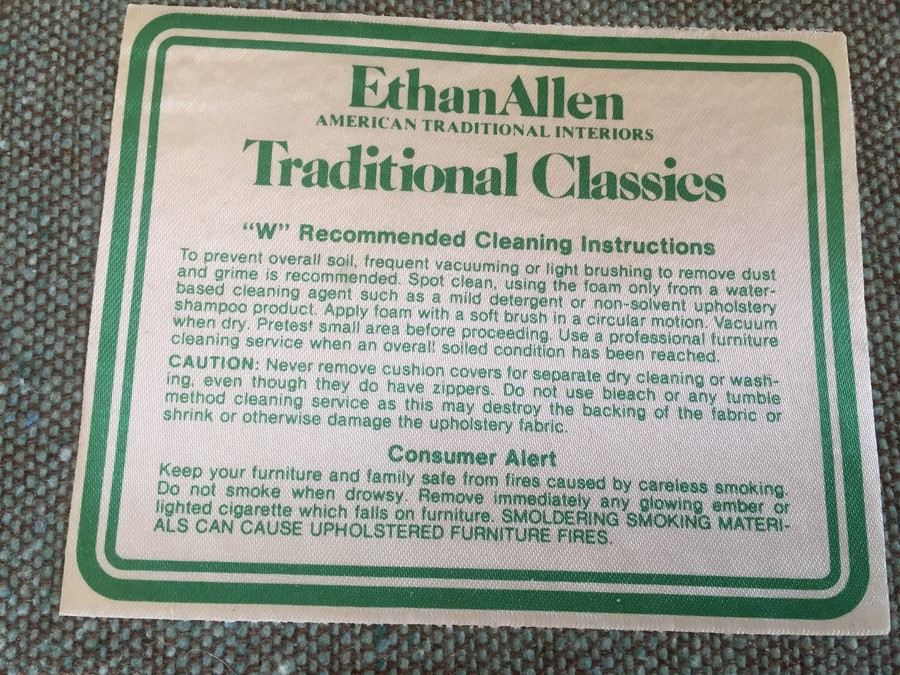 EthanAllen
AMERICAN TRADITIONAL INTERIORS
Traditional Classics
“W” Recommended Cleaning Instructions
To prevent overall soil, frequent vacuuming or light brushing to remove dust
and grime is recommended. Spot clean, using the foam only from a water-
based cleaning agent such as a mild detergent or non-solvent upholstery
shampoo product. Apply foam with a soft brush in a circular motion. Vacuum
when dry. Pretest small area before proceeding. Use a professional furniture
cleaning service when an overall soiled condition has been reached.
CAUTION: Never remove cushion covers for separate dry cleaning or wash-
ing, even though they do have zippers. Do not use bleach or any tumble
method cleaning service as this may destroy the backing of the fabric or
shrink or otherwise damage the upholstery fabric.
Consumer Alert
Keep your furniture and family safe from fires caused by careless smoking.
Do not smoke when drowsy. Remove immediately any glowing ember or
lighted cigarette which falls on furniture. SMOLDERING SMOKING MATERI-
ALS CAN CAUSE UPHOLSTERED FURNITURE FIRES.